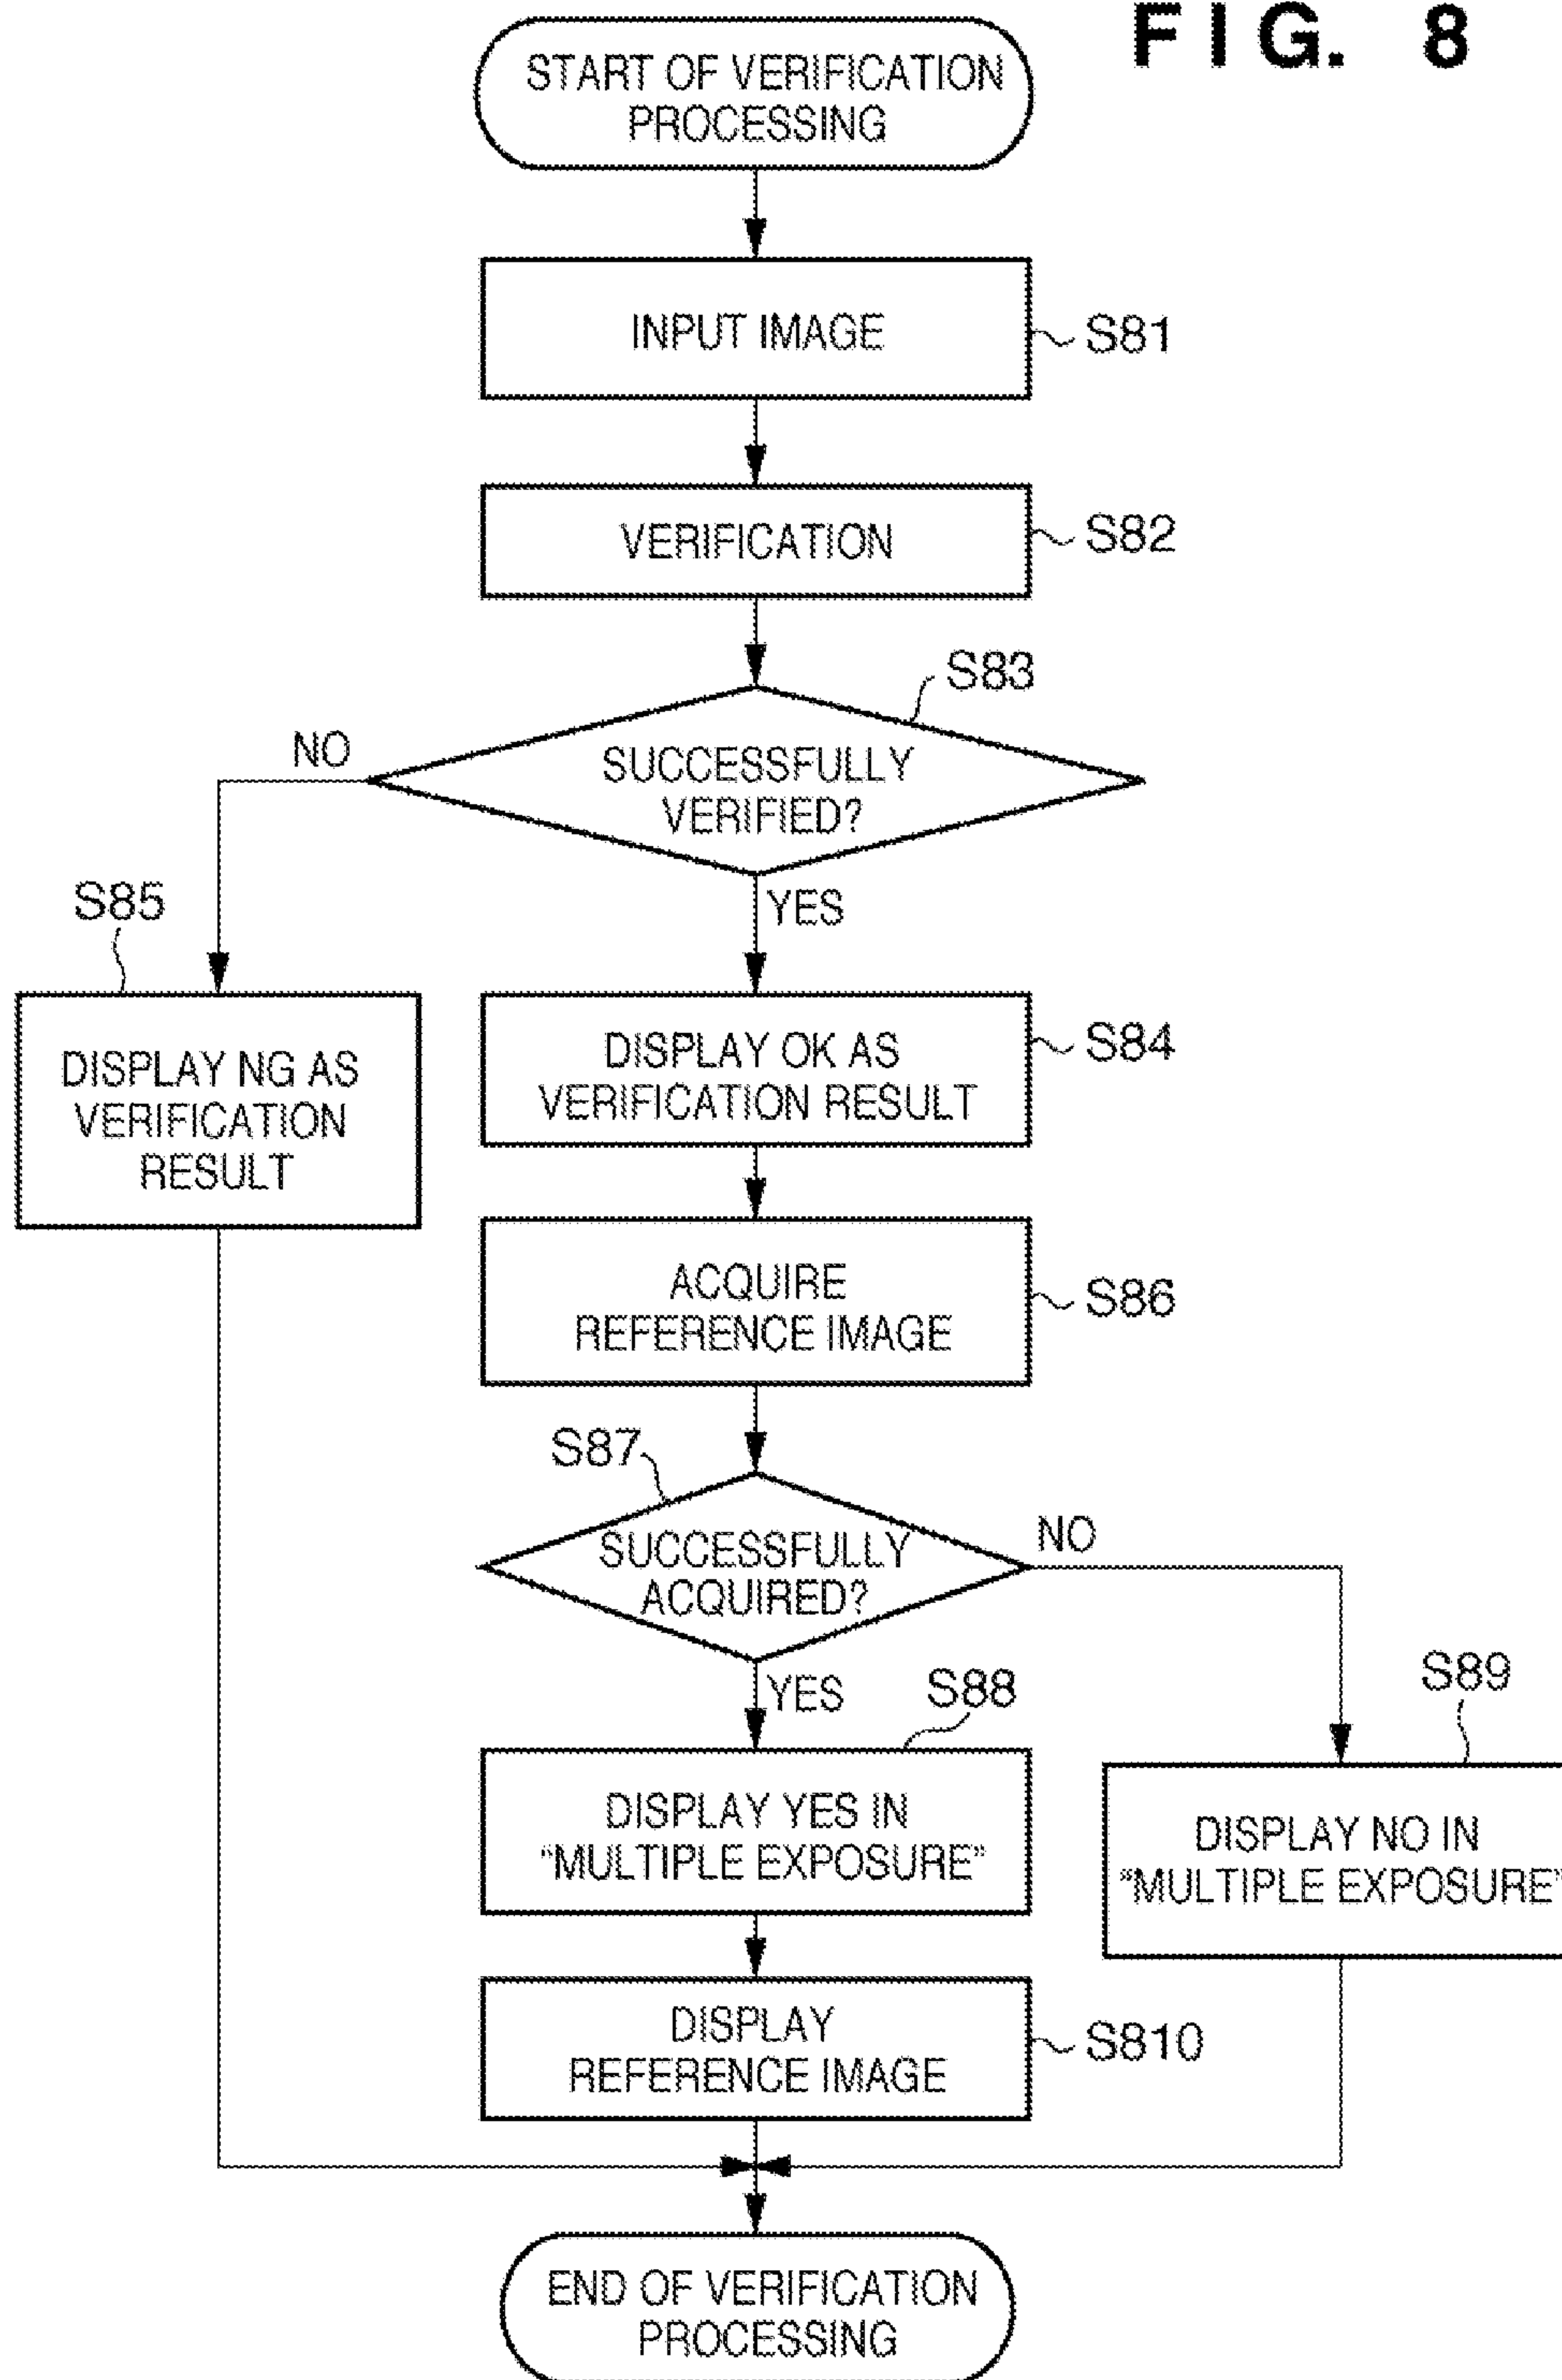 FIG. 8
START OF VERIFICATION
PROCESSING
INPUT IMAGE
S81
VERIFICATION
S82
S83
SUCCESSFULLY
VERIFIED?
NO
YES
S85
DISPLAY NG AS
VERIFICATION
RESULT
DISPLAY OK AS
VERIFICATION RESULT
S84
ACQUIRE
REFERENCE IMAGE
S86
S87
SUCCESSFULLY
ACQUIRED?
NO
YES
S88
DISPLAY YES IN
“MULTIPLE EXPOSURE”
S89
DISPLAY NO IN
“MULTIPLE EXPOSURE”
DISPLAY
REFERENCE IMAGE
S810
END OF VERIFICATION
PROCESSING